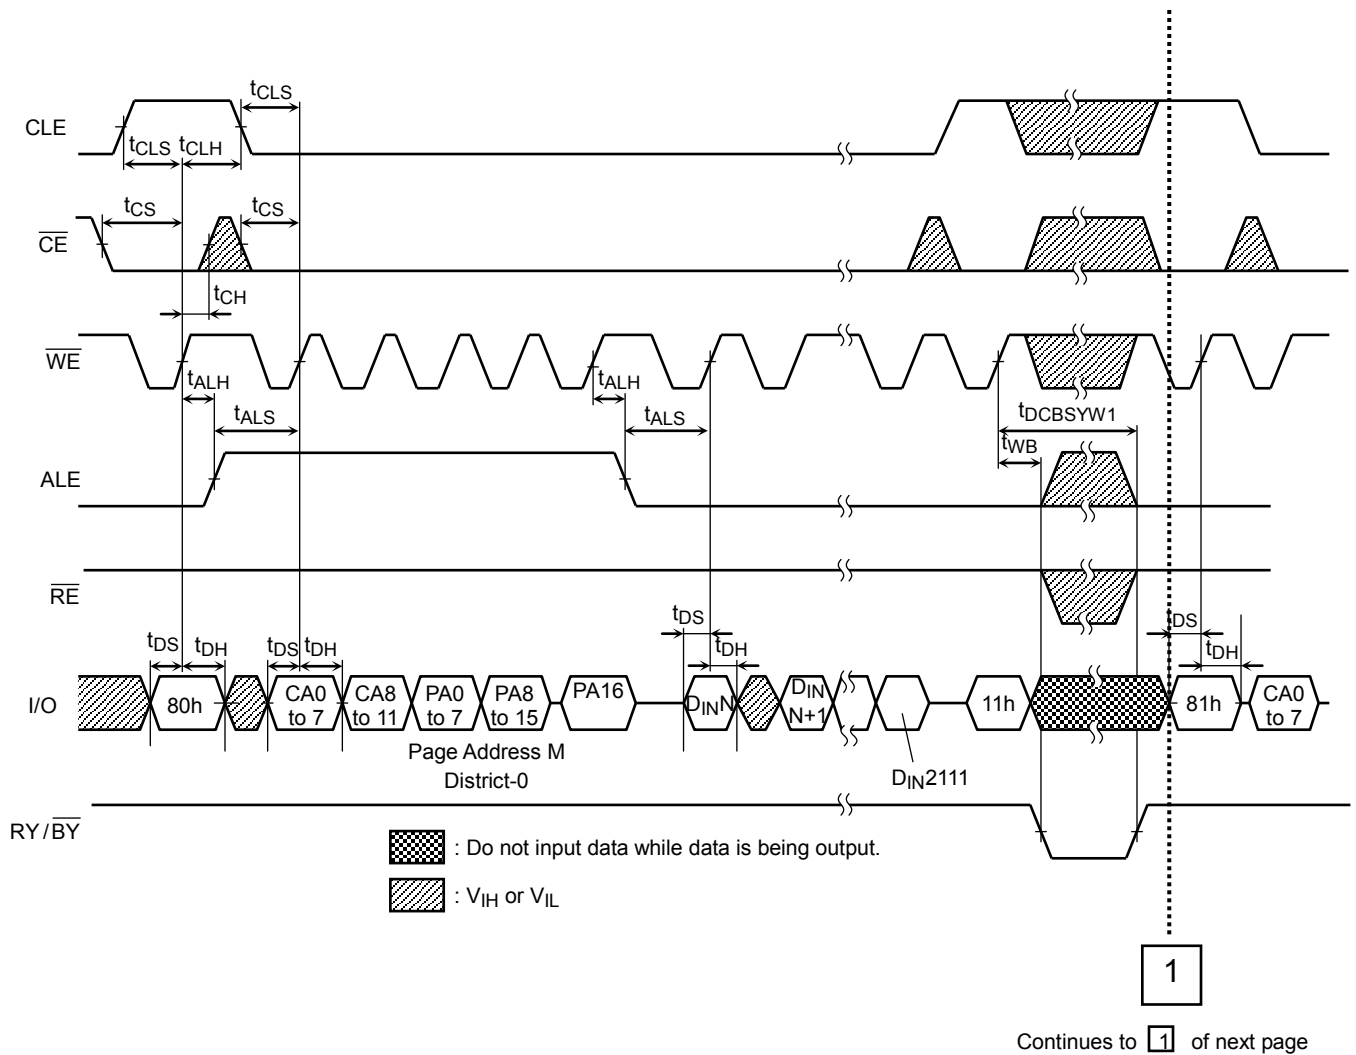 tCLS
CLE
tCLS tCLH
tCS tCS
CE
tCH
WE
tALH tALH
tALS tALS tDCBSYW1
tWB
ALE
RE
tDS tDH tDS tDH tDS tDH tDS tDH
I/O 80h CA0 to 7 CA8 to 11 PA0 to 7 PA8 to 15 PA16 DINN DIN N+1 11h 81h CA0 to 7
Page Address M
District-0
DIN2111
RY/BY
: Do not input data while data is being output.
: VIH or VIL
1
Continues to 1 of next page